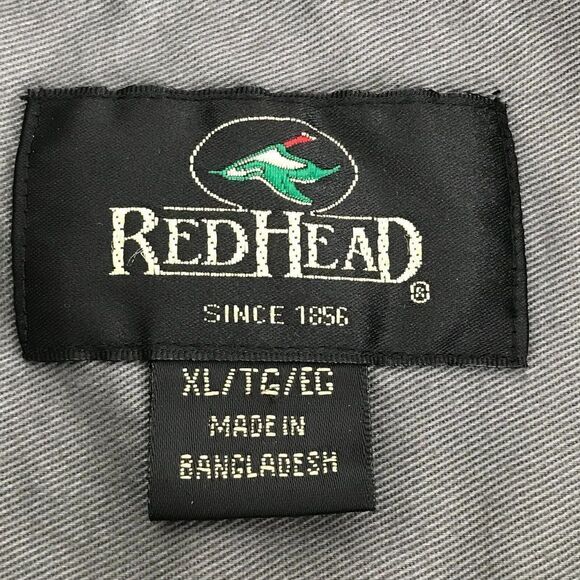 REDHEAD
®
SINCE 1856
XL/TG/EG
MADE IN
BANGLADESH